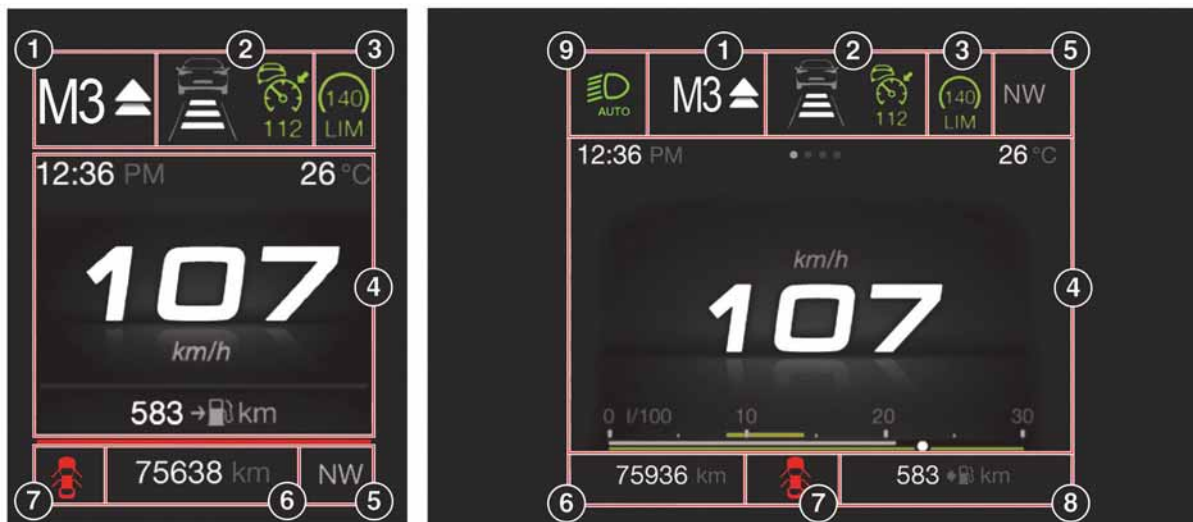 1 2 3
M3 112 140 LIM
12:36 PM 26 °C
107
4
km/h
583 km
75638 km NW
7 6 5
9 1 2 3 5
AUTO M3 112 140 LIM NW
12:36 PM 26 °C
km/h
4
107
0 l/100 10 20 30
75936 km 583 km
6 7 8